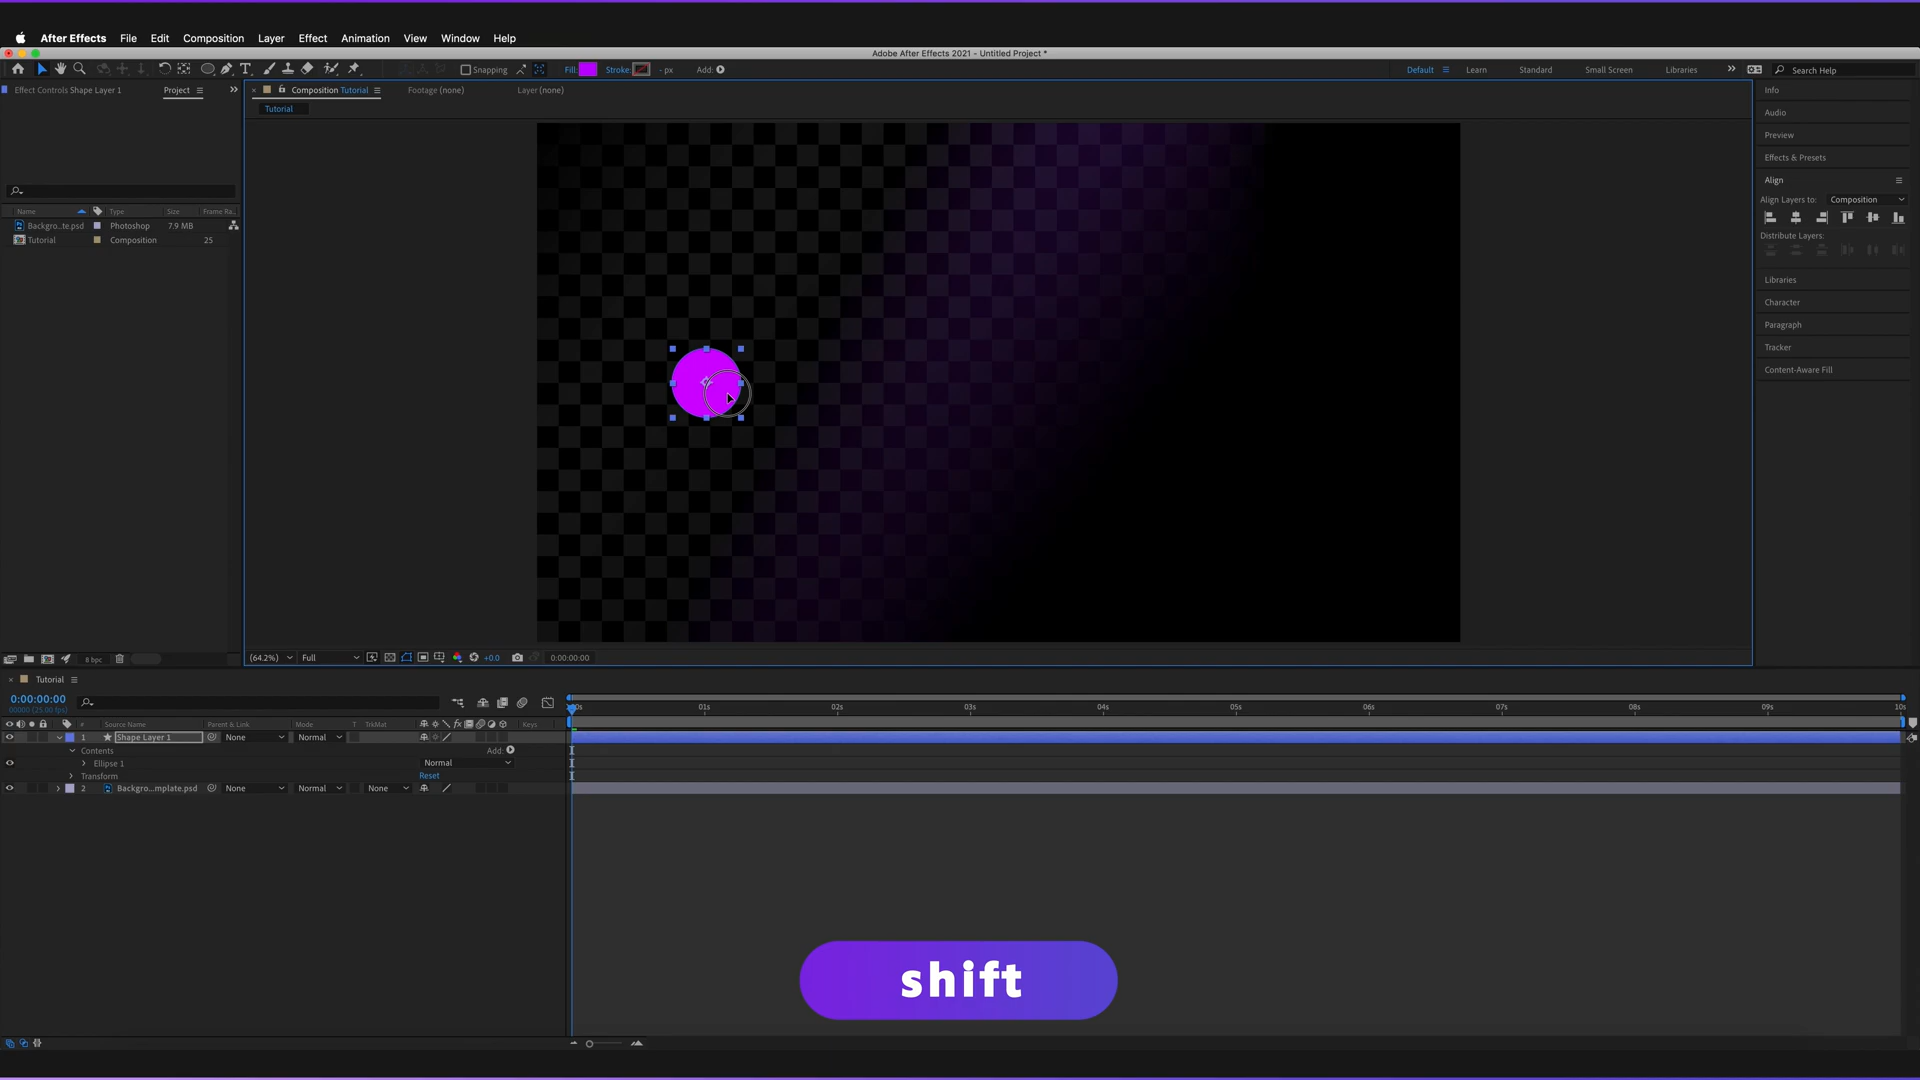 After Effects File Edit Composition Layer Effect Animation View Window Help
Adobe After Effects 2021 - Untitled Project *
Snapping Fill: Stroke: - px Add: Default Learn Standard Small Screen Libraries Search Help
Effect Controls Shape Layer 1 Project
Composition Tutorial Footage (none) Layer (none)
Tutorial
Info
Audio
Preview
Effects & Presets
Align
Align Layers to: Composition
Distribute Layers:
Libraries
Character
Paragraph
Tracker
Content-Aware Fill
Name Type Size Frame Ra..
Backgro...te.psd Photoshop 7.9 MB
Tutorial Composition 25
8 bpc
(64.2%) Full +0.0 0:00:00:00
Tutorial
0:00:00:00
00000 (25.00 fps)
# Source Name Parent & Link Mode T TrkMat Keys
01s 02s 03s 04s 05s 06s 07s 08s 09s 10s
1 Shape Layer 1 None Normal
Contents Add:
Ellipse 1 Normal
Transform Reset
2 Backgro...mplate.psd None Normal None
shift